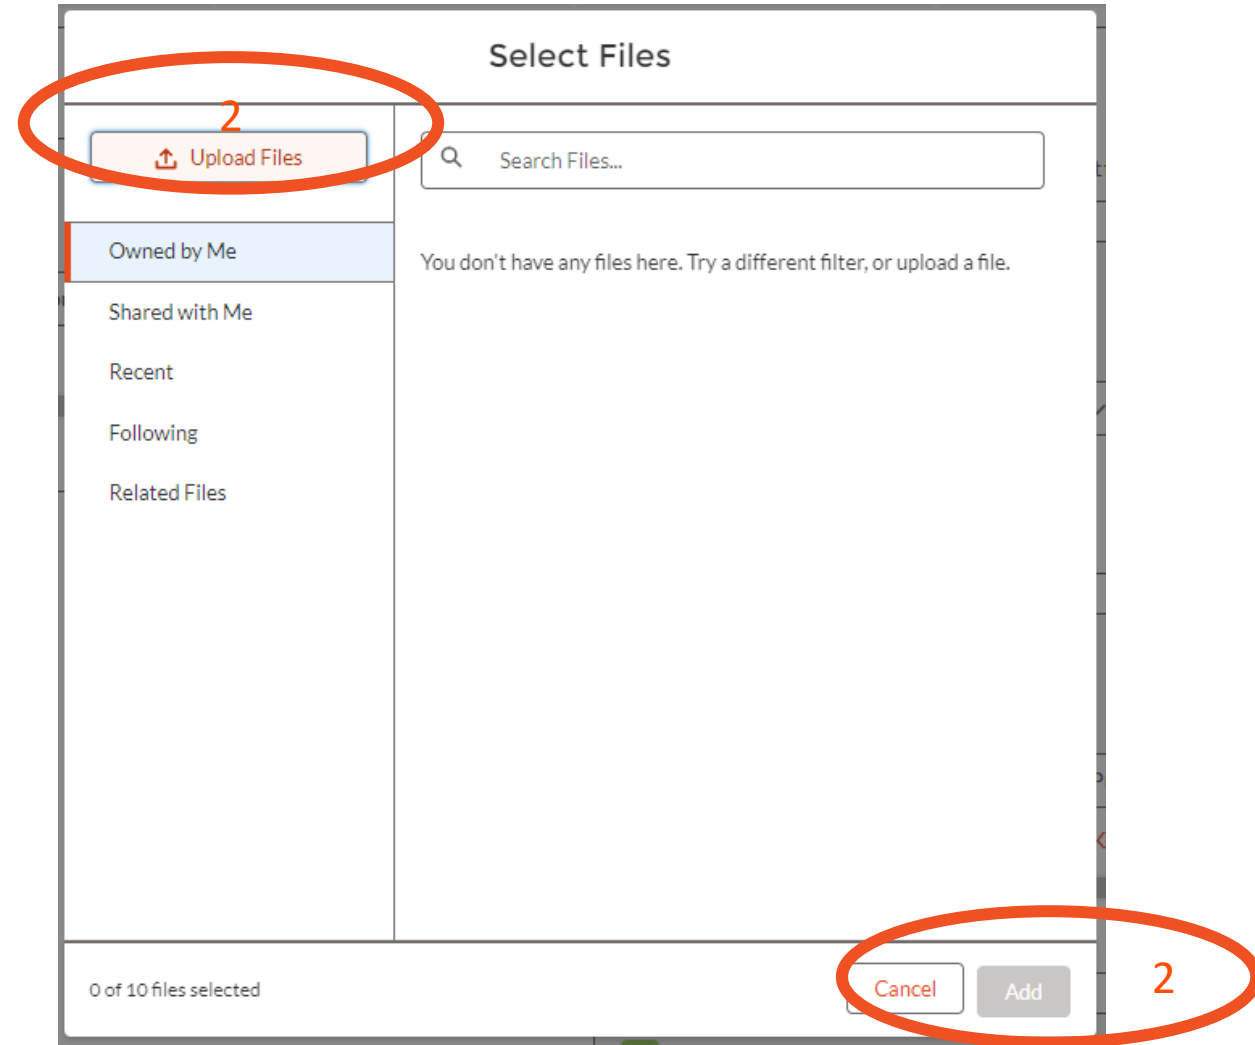 Select Files
2
Upload Files
Search Files...
Owned by Me
You don't have any files here. Try a different filter, or upload a file.
Shared with Me
Recent
Following
Related Files
0 of 10 files selected
Cancel
Add
2